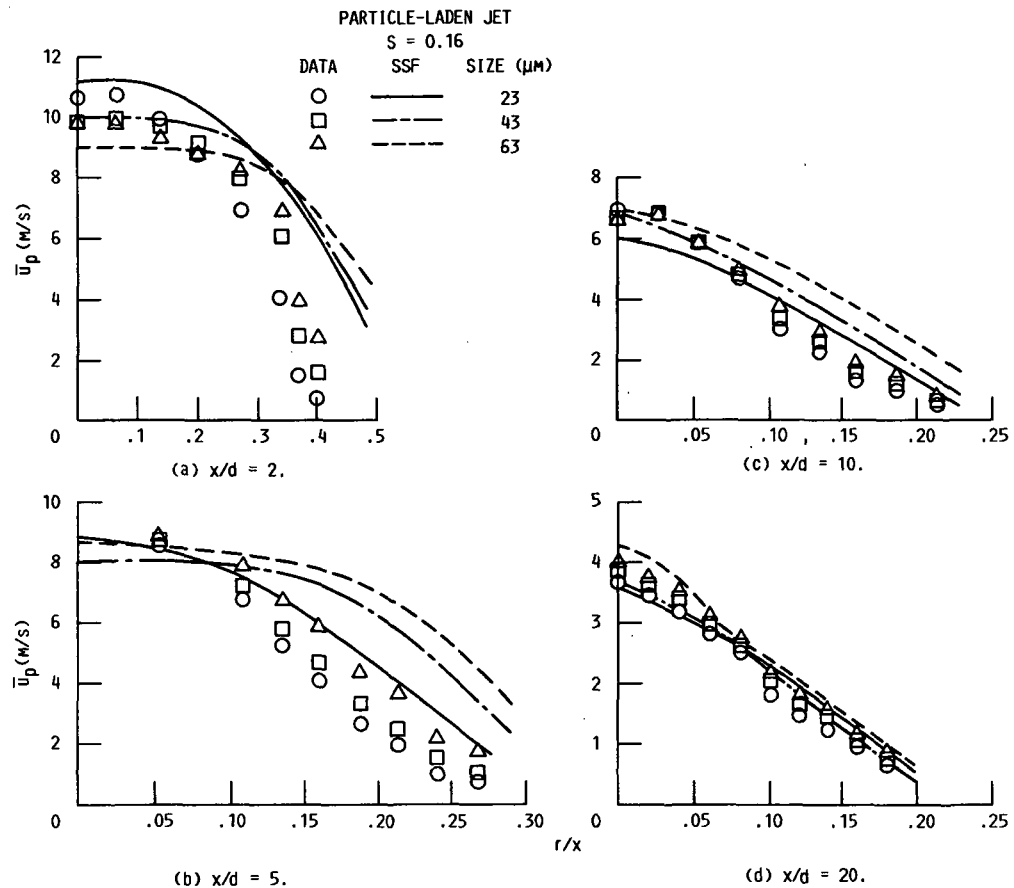 PARTICLE-LADEN JET
S = 0.16
DATA SSF SIZE (μM)
23
43
63
12
10
8
6
4
2
0
.1 .2 .3 .4 .5
u̅p (M/S)
(a) x/d = 2.
8
6
4
2
0
.05 .10 .15 .20 .25
(c) x/d = 10.
10
8
6
4
2
0
.05 .10 .15 .20 .25 .30
u̅p (M/S)
r/x
(b) x/d = 5.
5
4
3
2
1
0
.05 .10 .15 .20 .25
(d) x/d = 20.